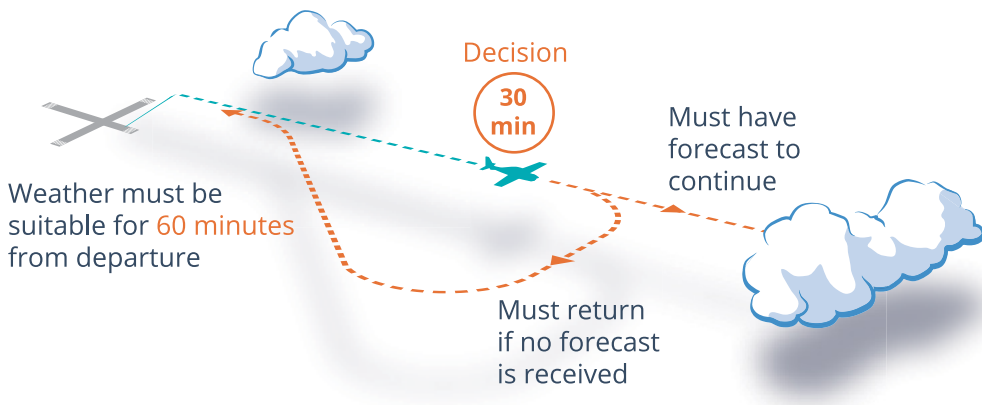 Decision
30
min
Must have
forecast to
continue
Weather must be
suitable for 60 minutes
from departure
Must return
if no forecast
is received